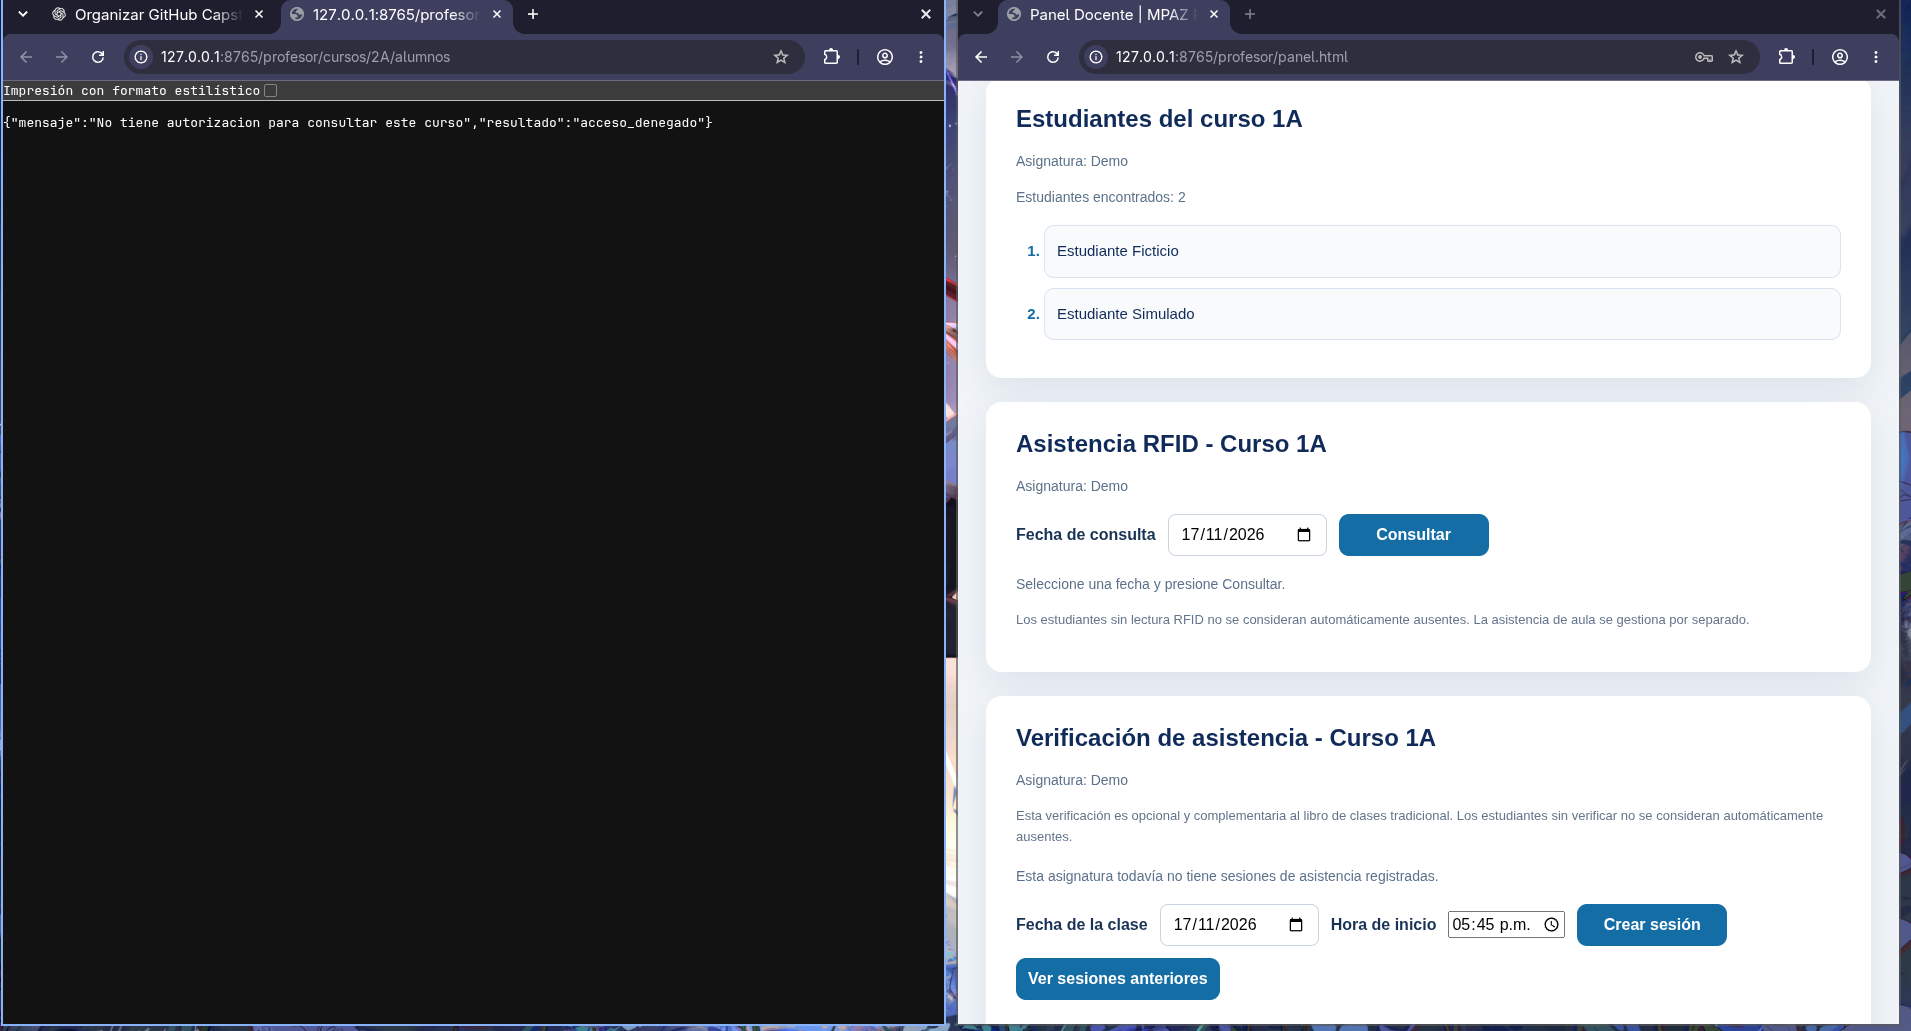 Organizar GitHub Caps
127.0.0.1:8765/profesor
127.0.0.1:8765/profesor/cursos/2A/alumnos
Impresión con formato estilístico
{"mensaje":"No tiene autorizacion para consultar este curso","resultado":"acceso_denegado"}
Panel Docente | MPAZ
127.0.0.1:8765/profesor/panel.html
Estudiantes del curso 1A
Asignatura: Demo
Estudiantes encontrados: 2
1. Estudiante Ficticio
2. Estudiante Simulado
Asistencia RFID - Curso 1A
Asignatura: Demo
Fecha de consulta 17/11/2026 Consultar
Seleccione una fecha y presione Consultar.
Los estudiantes sin lectura RFID no se consideran automáticamente ausentes. La asistencia de aula se gestiona por separado.
Verificación de asistencia - Curso 1A
Asignatura: Demo
Esta verificación es opcional y complementaria al libro de clases tradicional. Los estudiantes sin verificar no se consideran automáticamente
ausentes.
Esta asignatura todavía no tiene sesiones de asistencia registradas.
Fecha de la clase 17/11/2026 Hora de inicio 05:45 p.m. Crear sesión
Ver sesiones anteriores